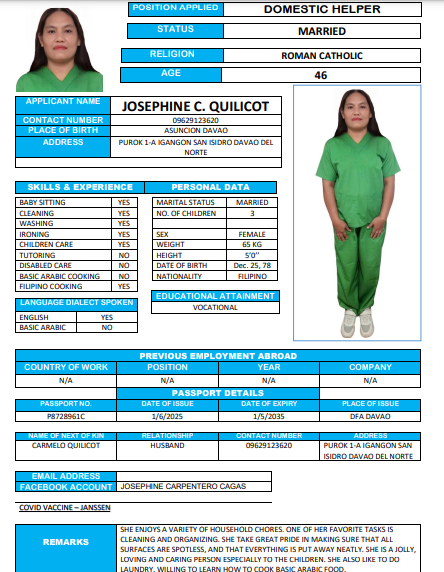 POSITION APPLIED DOMESTIC HELPER
STATUS MARRIED
RELIGION ROMAN CATHOLIC
AGE 46
APPLICANT NAME JOSEPHINE C. QUILICOT
CONTACT NUMBER 09629123620
PLACE OF BIRTH ASUNCION DAVAO
ADDRESS PUROK 1-A IGANGON SAN ISIDRO DAVAO DEL
NORTE
SKILLS & EXPERIENCE PERSONAL DATA
BABY SITTING YES MARITAL STATUS MARRIED
CLEANING YES NO. OF CHILDREN 3
WASHING YES
IRONING YES SEX FEMALE
CHILDREN CARE YES WEIGHT 65 KG
TUTORING NO HEIGHT 5'0"
DISABLED CARE NO DATE OF BIRTH Dec. 25, 78
BASIC ARABIC COOKING NO NATIONALITY FILIPINO
FILIPINO COOKING YES
EDUCATIONAL ATTAINMENT
LANGUAGE DIALECT SPOKEN VOCATIONAL
ENGLISH YES
BASIC ARABIC NO
PREVIOUS EMPLOYMENT ABROAD
COUNTRY OF WORK POSITION YEAR COMPANY
N/A N/A N/A N/A
PASSPORT DETAILS
PASSPORT NO. DATE OF ISSUE DATE OF EXPIRY PLACE OF ISSUE
P8728961C 1/6/2025 1/5/2035 DFA DAVAO
NAME OF NEXT OF KIN RELATIONSHIP CONTACT NUMBER ADDRESS
CARMELO QUILICOT HUSBAND 09629123620 PUROK 1-A IGANGON SAN
ISIDRO DAVAO DEL NORTE
EMAIL ADDRESS
FACEBOOK ACCOUNT JOSEPHINE CARPENTERO CAGAS
COVID VACCINE – JANSSEN
REMARKS
SHE ENJOYS A VARIETY OF HOUSEHOLD CHORES. ONE OF HER FAVORITE TASKS IS
CLEANING AND ORGANIZING. SHE TAKE GREAT PRIDE IN MAKING SURE THAT ALL
SURFACES ARE SPOTLESS, AND THAT EVERYTHING IS PUT AWAY NEATLY. SHE IS A JOLLY,
LOVING AND CARING PERSON ESPECIALLY TO THE CHILDREN. SHE ALSO LIKE TO DO
LAUNDRY. WILLING TO LEARN HOW TO COOK BASIC ARABIC FOOD.